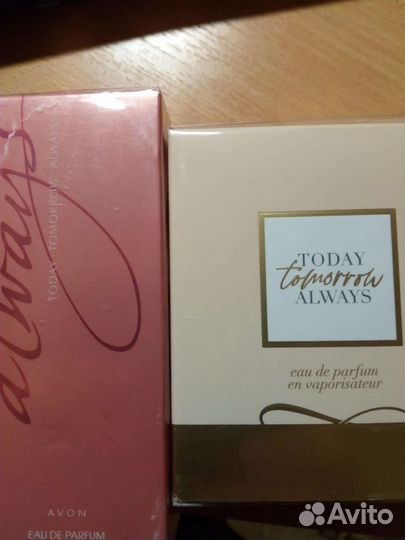 always
TODAY · TOMORROW · ALWAYS
AVON
EAU DE PARFUM
TODAY
tomorrow
ALWAYS
eau de parfum
en vaporisateur
Avito